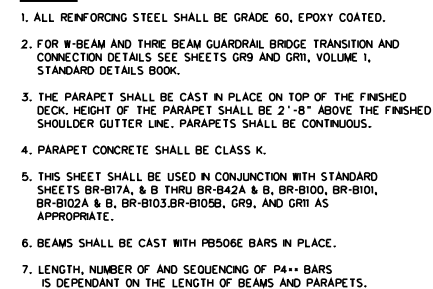 1. ALL REINFORCING STEEL SHALL BE GRADE 60, EPOXY COATED.
2. FOR W-BEAM AND THRIE BEAM GUARDRAIL BRIDGE TRANSITION AND
CONNECTION DETAILS SEE SHEETS GR9 AND GR11, VOLUME 1,
STANDARD DETAILS BOOK.
3. THE PARAPET SHALL BE CAST IN PLACE ON TOP OF THE FINISHED
DECK. HEIGHT OF THE PARAPET SHALL BE 2'-8" ABOVE THE FINISHED
SHOULDER GUTTER LINE. PARAPETS SHALL BE CONTINUOUS.
4. PARAPET CONCRETE SHALL BE CLASS K.
5. THIS SHEET SHALL BE USED IN CONJUNCTION WITH STANDARD
SHEETS BR-B17A, & B THRU BR-B42A & B, BR-B100, BR-B101,
BR-B102A & B, BR-B103.BR-B105B, GR9, AND GR11 AS
APPROPRIATE.
6. BEAMS SHALL BE CAST WITH PB506E BARS IN PLACE.
7. LENGTH, NUMBER OF AND SEQUENCING OF P4** BARS
IS DEPENDANT ON THE LENGTH OF BEAMS AND PARAPETS.